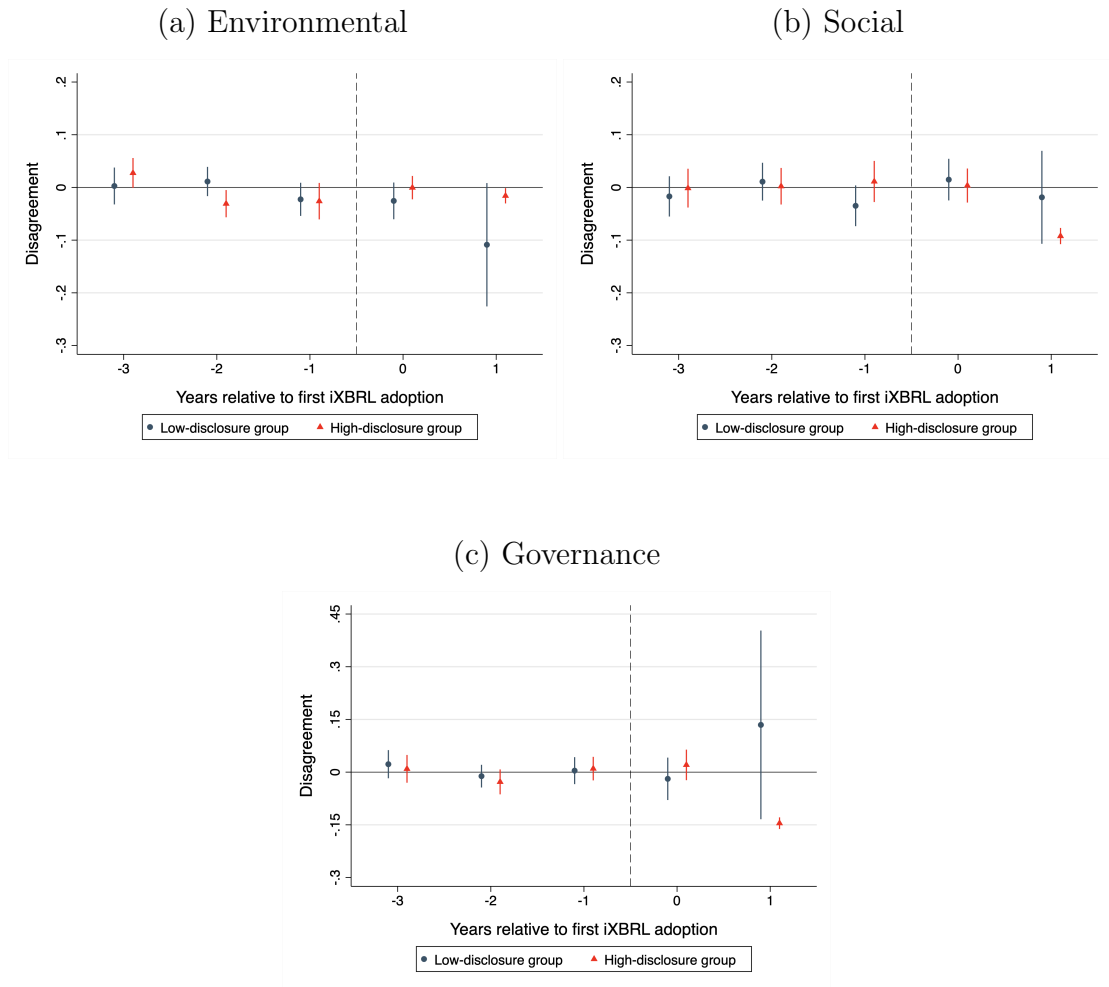 (a) Environmental
.2
.1
0
-.1
-.2
-.3
Disagreement
-3 -2 -1 0 1
Years relative to first iXBRL adoption
Low-disclosure group High-disclosure group
(b) Social
.2
.1
0
-.1
-.2
-.3
Disagreement
-3 -2 -1 0 1
Years relative to first iXBRL adoption
Low-disclosure group High-disclosure group
(c) Governance
.45
.3
.15
0
-.15
-.3
Disagreement
-3 -2 -1 0 1
Years relative to first iXBRL adoption
Low-disclosure group High-disclosure group